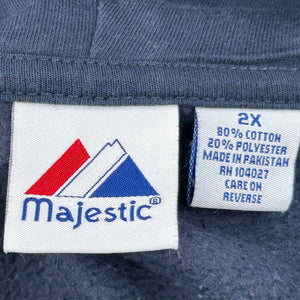 Majestic®
2X
80% COTTON
20% POLYESTER
MADE IN PAKISTAN
RN 104027
CARE ON
REVERSE